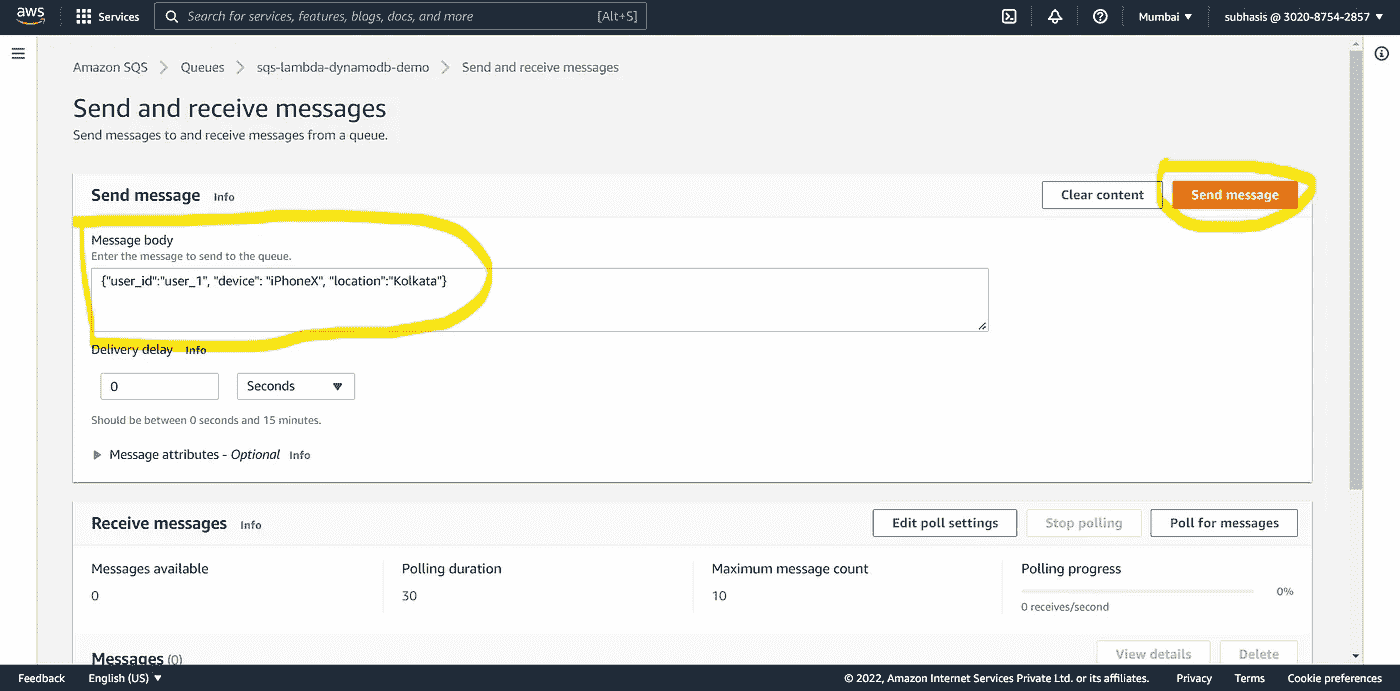 aws Services Search for services, features, blogs, docs, and more [Alt+S] Mumbai subhasis @ 3020-8754-2857
Amazon SQS Queues sqs-lambda-dynamodb-demo Send and receive messages
Send and receive messages
Send messages to and receive messages from a queue.
Send message Info Clear content Send message
Message body
Enter the message to send to the queue.
{"user_id":"user_1", "device": "iPhoneX", "location":"Kolkata"}
Delivery delay Info
0 Seconds
Should be between 0 seconds and 15 minutes.
Message attributes - Optional Info
Receive messages Info Edit poll settings Stop polling Poll for messages
Messages available Polling duration Maximum message count Polling progress
0 30 10 0%
0 receives/second
Messages (0) View details Delete
Feedback English (US) © 2022, Amazon Internet Services Private Ltd. or its affiliates. Privacy Terms Cookie preferences